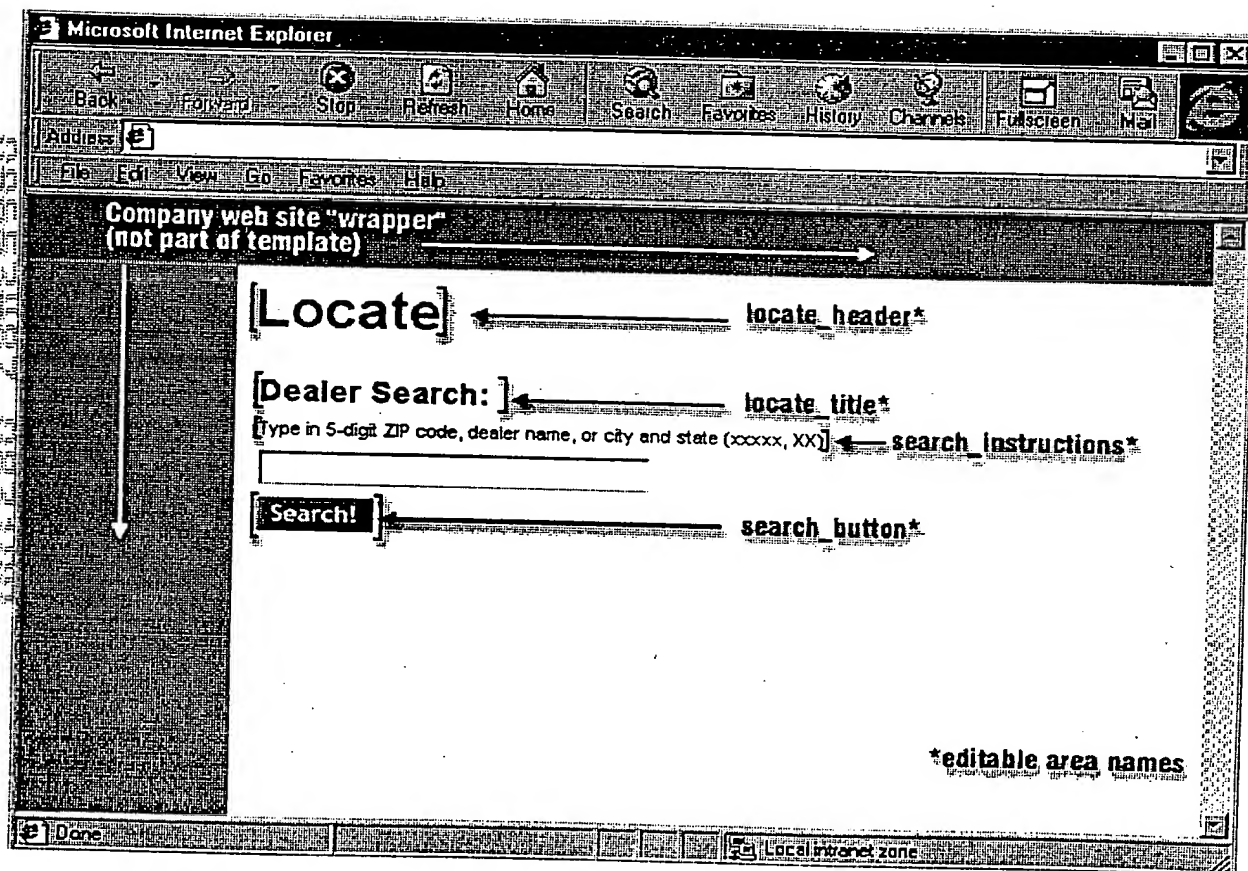 Microsoft Internet Explorer
Back Forward Stop Refresh Home Search Favorites History Channels Fullscreen Mail
Address
File Edit View Go Favorites Help
Company web site "wrapper"
(not part of template)
[Locate] locate_header*
[Dealer Search: ] locate_title*
[Type in 5-digit ZIP code, dealer name, or city and state (xxxxx, XX)] search_instructions*
[Search! ] search_button*
*editable area names
Done Local intranet zone